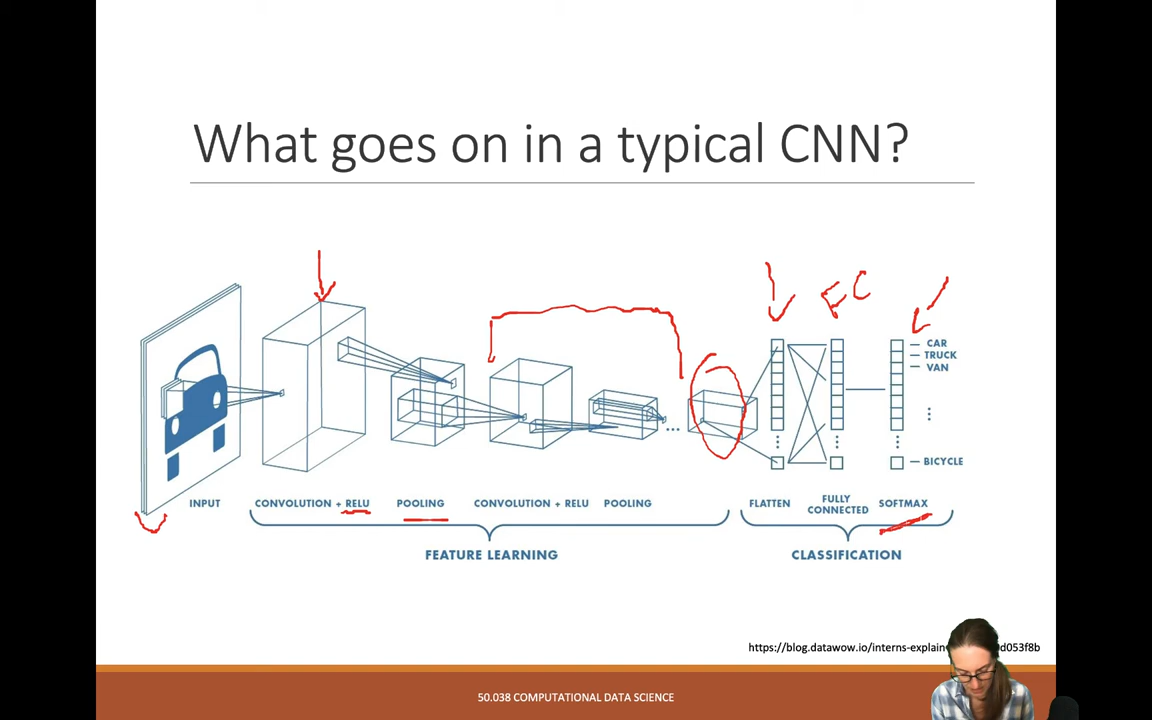 What goes on in a typical CNN?
FC
CAR
TRUCK
VAN
BICYCLE
INPUT
CONVOLUTION + RELU
POOLING
CONVOLUTION + RELU
POOLING
FLATTEN
FULLY
CONNECTED
SOFTMAX
FEATURE LEARNING
CLASSIFICATION
https://blog.datawow.io/interns-explain
d053f8b
50.038 COMPUTATIONAL DATA SCIENCE